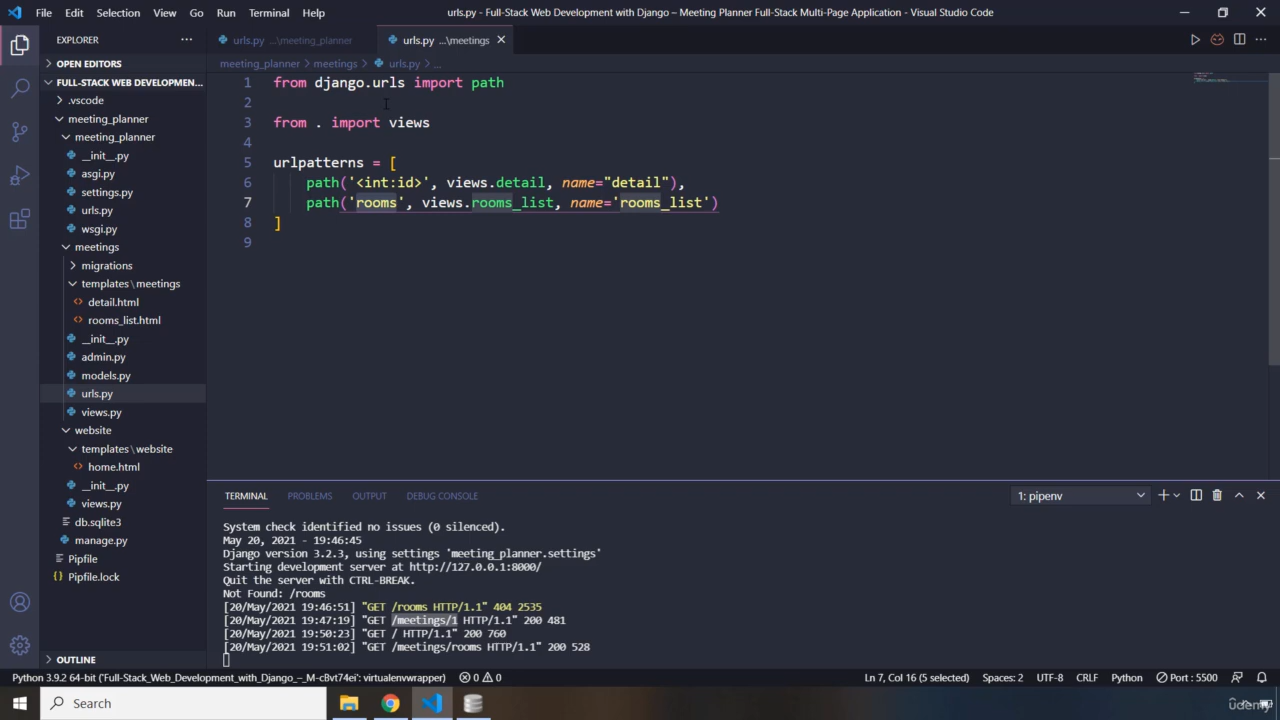 File Edit Selection View Go Run Terminal Help
urls.py - Full-Stack Web Development with Django – Meeting Planner Full-Stack Multi-Page Application - Visual Studio Code
EXPLORER ...
urls.py ...\meeting_planner
urls.py ...\meetings
OPEN EDITORS
FULL-STACK WEB DEVELOPMEN...
.vscode
meeting_planner
meeting_planner
__init__.py
asgi.py
settings.py
urls.py
wsgi.py
meetings
migrations
templates\meetings
detail.html
rooms_list.html
__init__.py
admin.py
models.py
urls.py
views.py
website
templates\website
home.html
__init__.py
views.py
db.sqlite3
manage.py
Pipfile
Pipfile.lock
OUTLINE
meeting_planner > meetings > urls.py > ...
1 from django.urls import path
2
3 from . import views
4
5 urlpatterns = [
6 path('<int:id>', views.detail, name="detail"),
7 path('rooms', views.rooms_list, name='rooms_list')
8 ]
9
TERMINAL PROBLEMS OUTPUT DEBUG CONSOLE
1: pipenv
System check identified no issues (0 silenced).
May 20, 2021 - 19:46:45
Django version 3.2.3, using settings 'meeting_planner.settings'
Starting development server at http://127.0.0.1:8000/
Quit the server with CTRL-BREAK.
Not Found: /rooms
[20/May/2021 19:46:51] "GET /rooms HTTP/1.1" 404 2535
[20/May/2021 19:47:19] "GET /meetings/1 HTTP/1.1" 200 481
[20/May/2021 19:50:23] "GET / HTTP/1.1" 200 760
[20/May/2021 19:51:02] "GET /meetings/rooms HTTP/1.1" 200 528
Python 3.9.2 64-bit ('Full-Stack_Web_Development_with_Django_–_M-cBvt74ei': virtualenvwrapper) 0 0
Ln 7, Col 16 (5 selected) Spaces: 2 UTF-8 CRLF Python Port : 5500
Search
Udemy